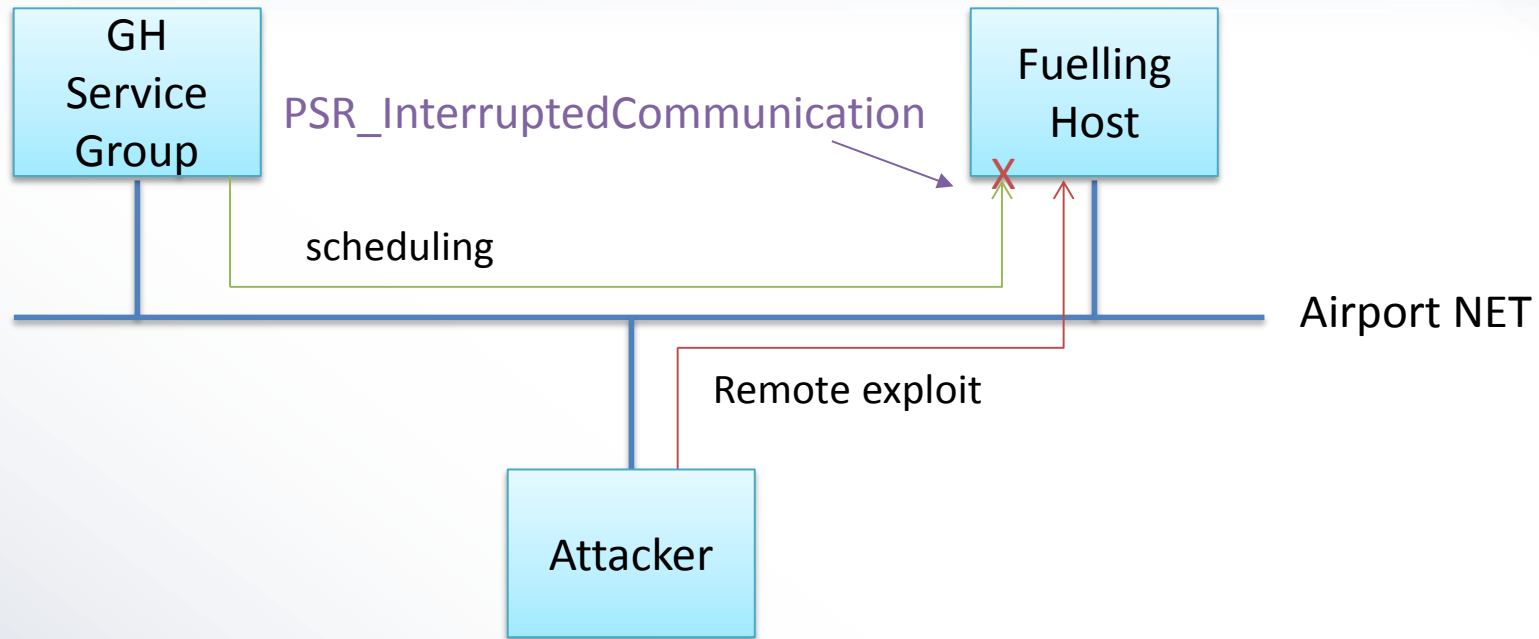 GH
Service
Group
PSR_InterruptedCommunication
Fuelling
Host
X
scheduling
Airport NET
Remote exploit
Attacker